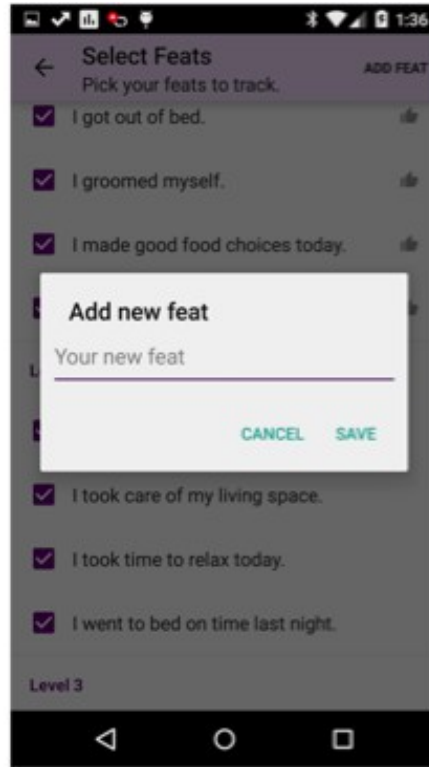 1:36
Select Feats
ADD FEAT
Pick your feats to track.
I got out of bed.
I groomed myself.
I made good food choices today.
Add new feat
Your new feat
L
CANCEL SAVE
I took care of my living space.
I took time to relax today.
I went to bed on time last night.
Level 3